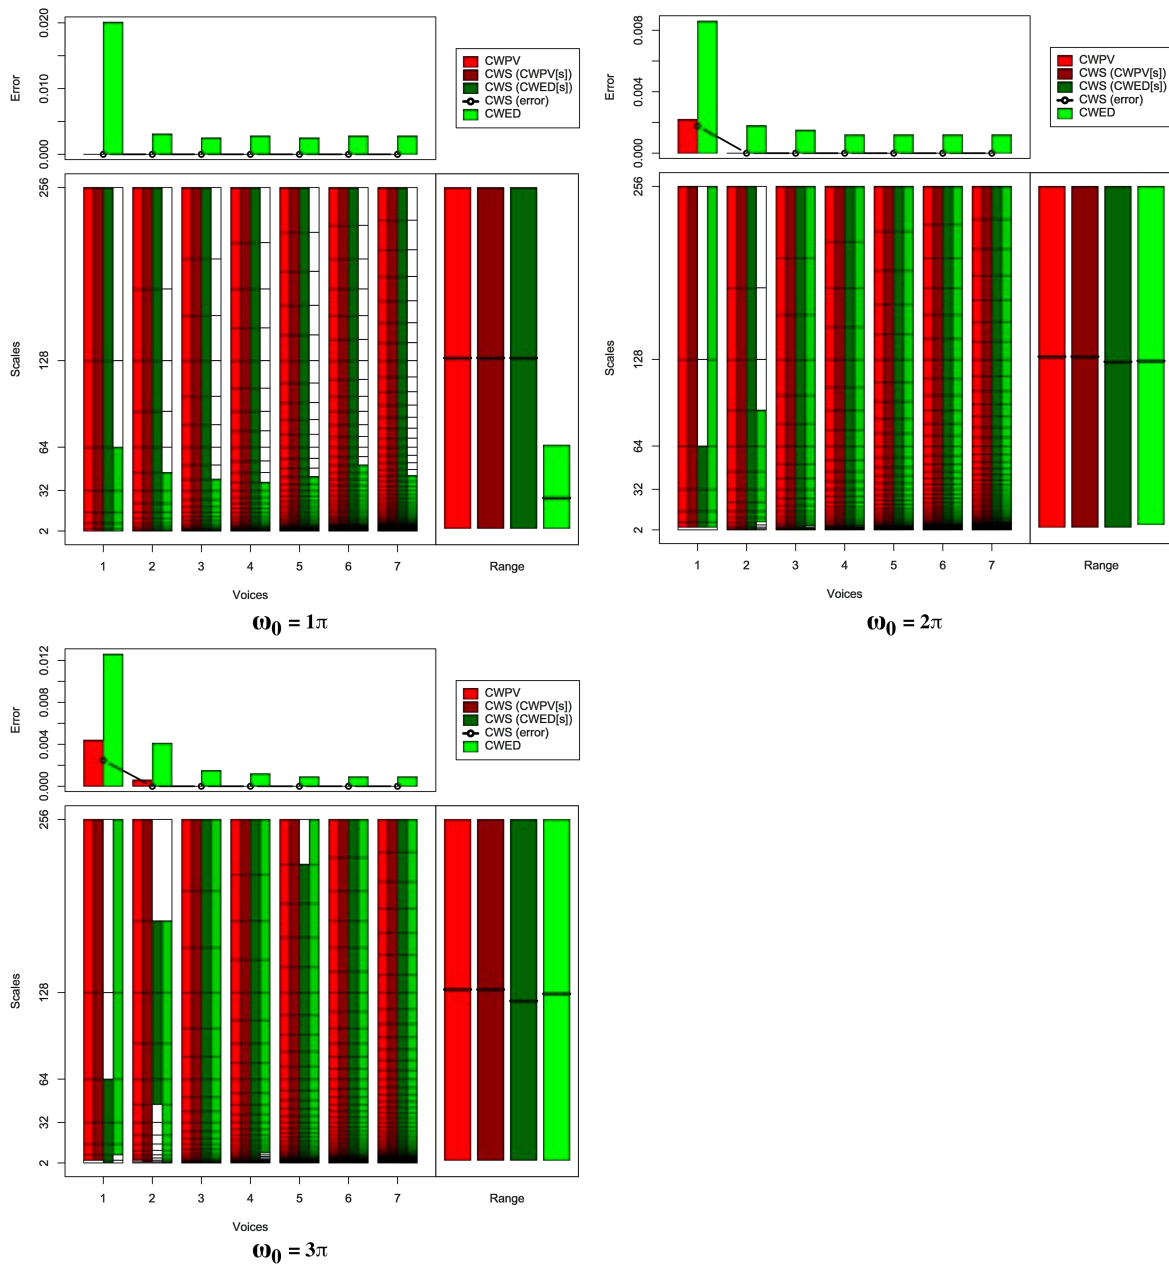 Error
0.020
0.010
0.000
CWPV
CWS (CWPV[s])
CWS (CWED[s])
CWS (error)
CWED
Scales
256
128
64
32
2
1 2 3 4 5 6 7
Range
Voices
ω0 = 1π
Error
0.008
0.004
0.000
CWPV
CWS (CWPV[s])
CWS (CWED[s])
CWS (error)
CWED
Scales
256
128
64
32
2
1 2 3 4 5 6 7
Range
Voices
ω0 = 2π
Error
0.012
0.008
0.004
0.000
CWPV
CWS (CWPV[s])
CWS (CWED[s])
CWS (error)
CWED
Scales
256
128
64
32
2
1 2 3 4 5 6 7
Range
Voices
ω0 = 3π